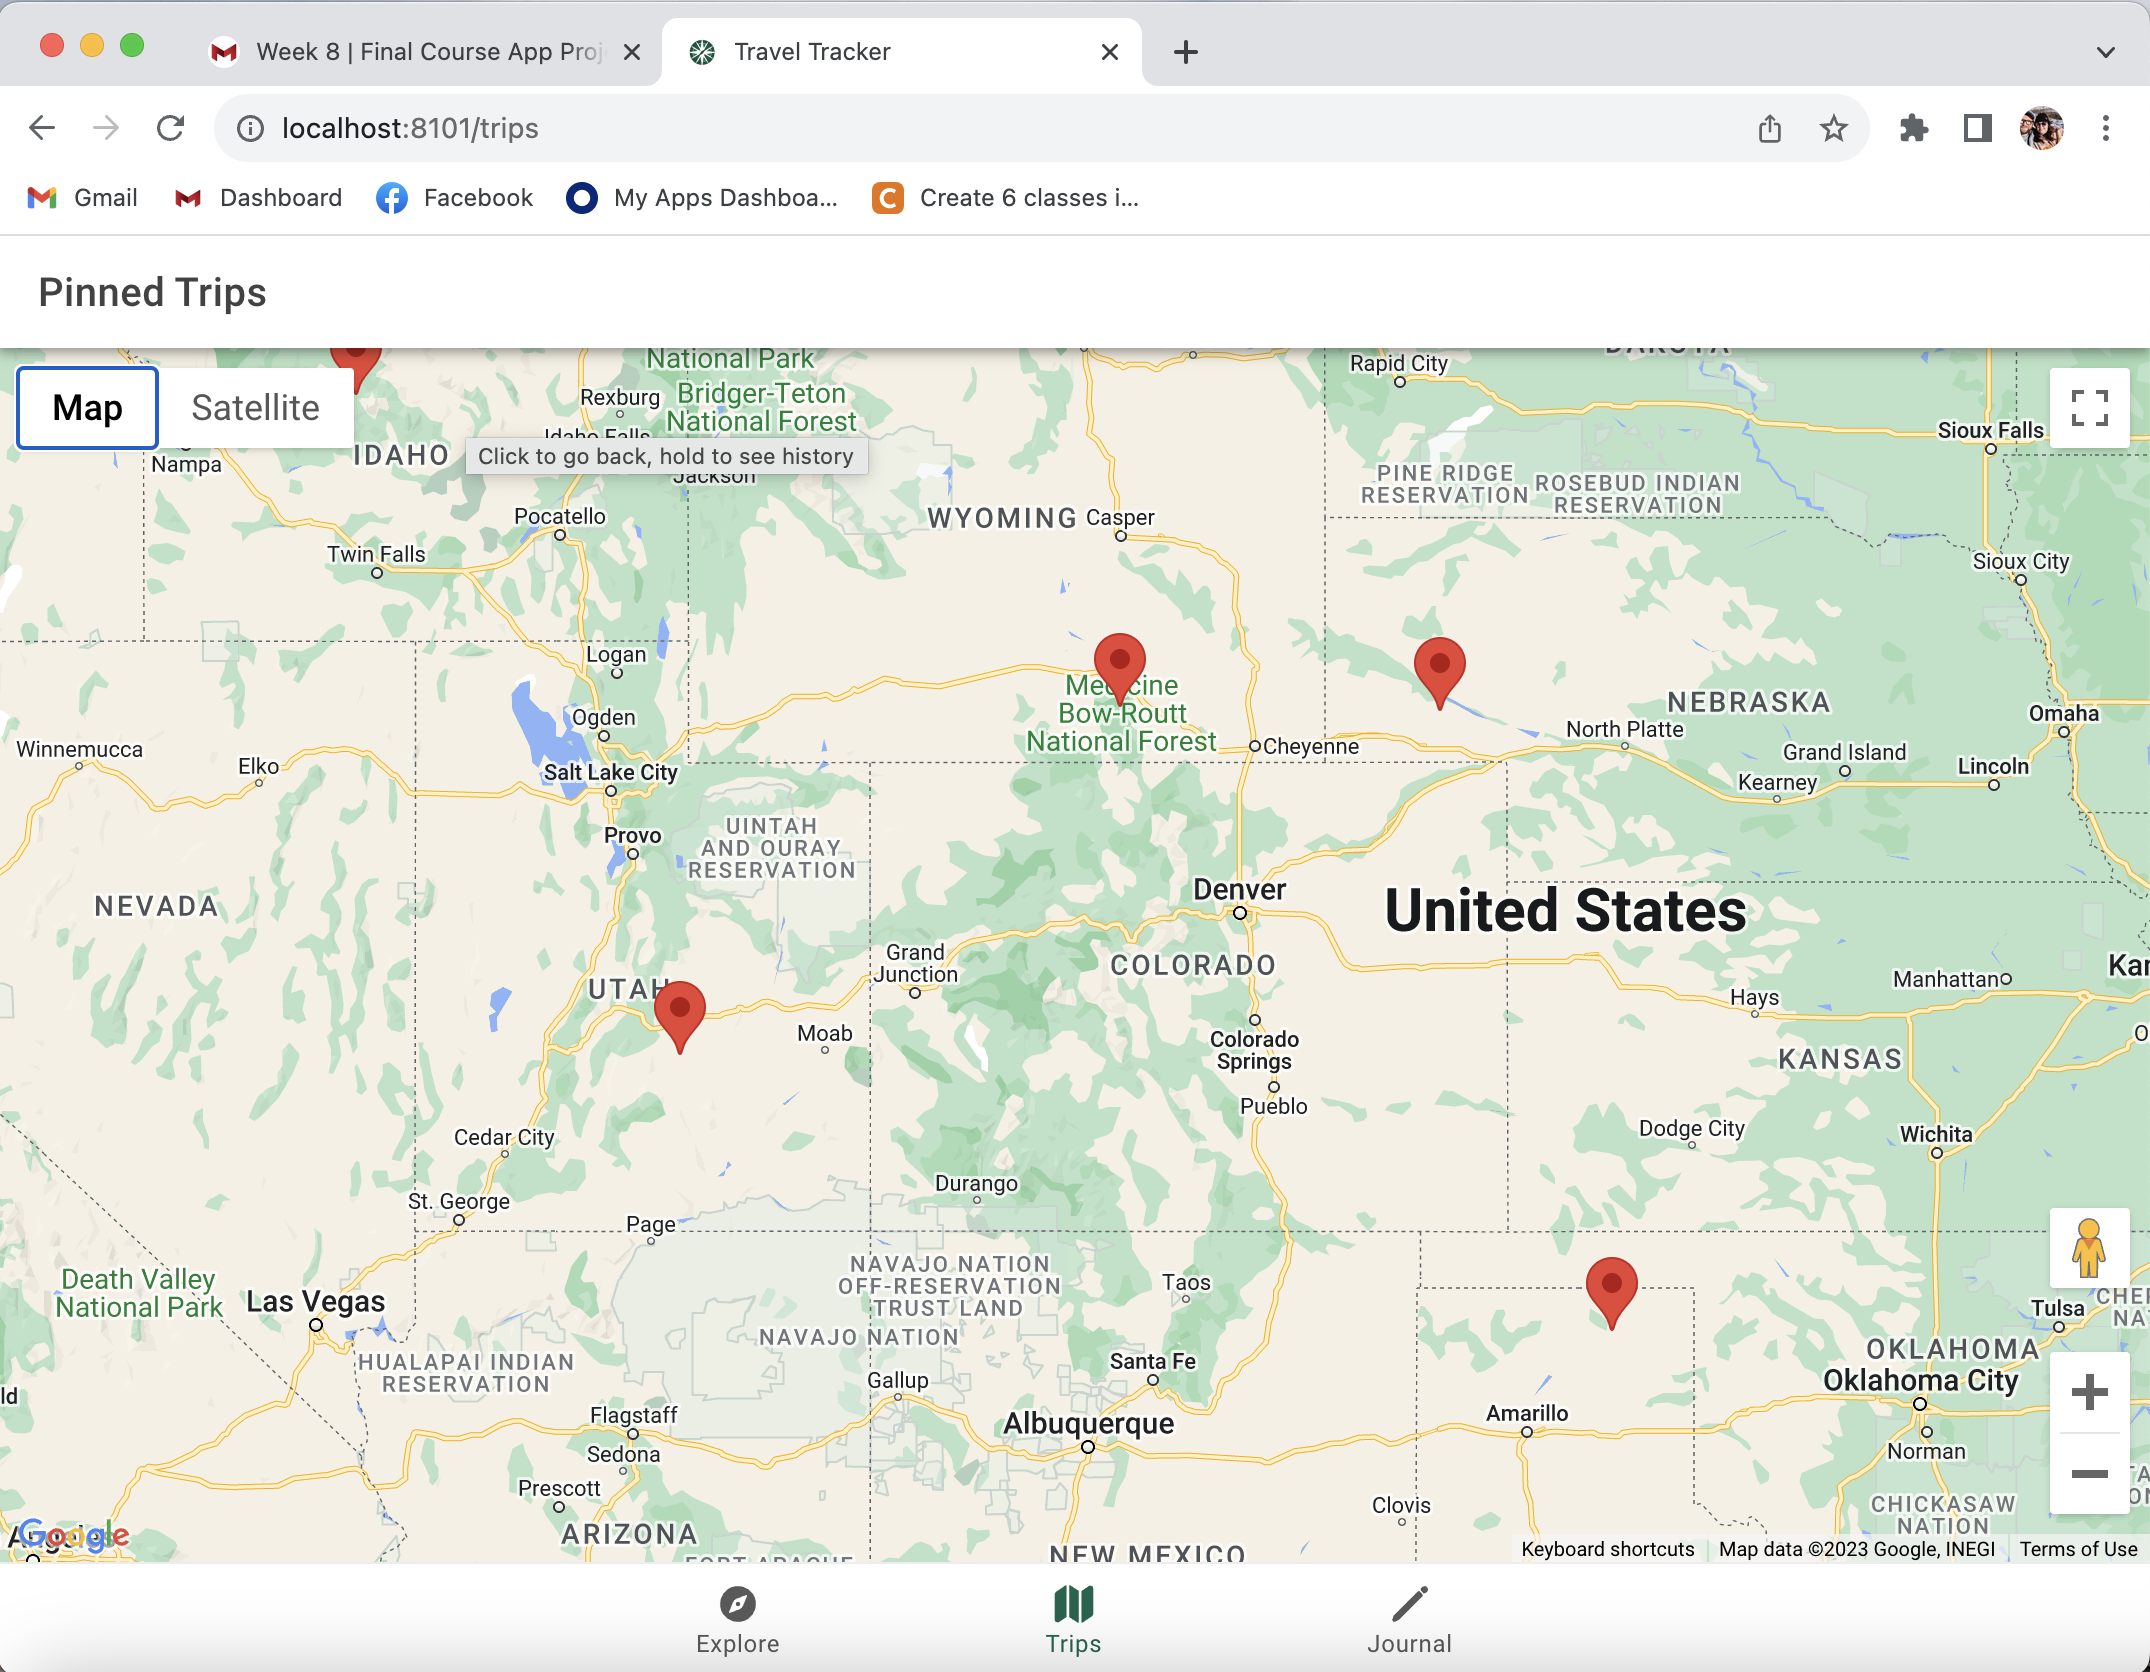 Week 8 | Final Course App Proj
Travel Tracker
localhost:8101/trips
Gmail
Dashboard
Facebook
My Apps Dashboa...
Create 6 classes i...
Pinned Trips
Map
Satellite
National Park
Bridger-Teton
National Forest
Rexburg
Idaho Falls
Rapid City
DAKOTA
Sioux Falls
IDAHO
Nampa
Click to go back, hold to see history
Jackson
PINE RIDGE
RESERVATION
ROSEBUD INDIAN
RESERVATION
WYOMING
Casper
Pocatello
Twin Falls
Sioux City
Logan
Medicine
Bow-Routt
National Forest
Ogden
NEBRASKA
Omaha
North Platte
Cheyenne
Winnemucca
Elko
Salt Lake City
Grand Island
Lincoln
Kearney
Provo
UINTAH
AND OURAY
RESERVATION
Denver
NEVADA
United States
Grand
Junction
COLORADO
Manhattan
Kan
UTAH
Hays
Moab
Colorado
Springs
KANSAS
Pueblo
Cedar City
Dodge City
Wichita
Durango
St. George
Page
NAVAJO NATION
OFF-RESERVATION
TRUST LAND
Death Valley
National Park
Las Vegas
Taos
Tulsa
CHER
NA
NAVAJO NATION
HUALAPAI INDIAN
RESERVATION
Santa Fe
OKLAHOMA
Oklahoma City
Gallup
ld
Flagstaff
Albuquerque
Amarillo
Sedona
Norman
Prescott
Clovis
CHICKASAW
NATION
ARIZONA
Google
NEW MEXICO
FORT APACHE
Keyboard shortcuts
Map data ©2023 Google, INEGI
Terms of Use
Explore
Trips
Journal